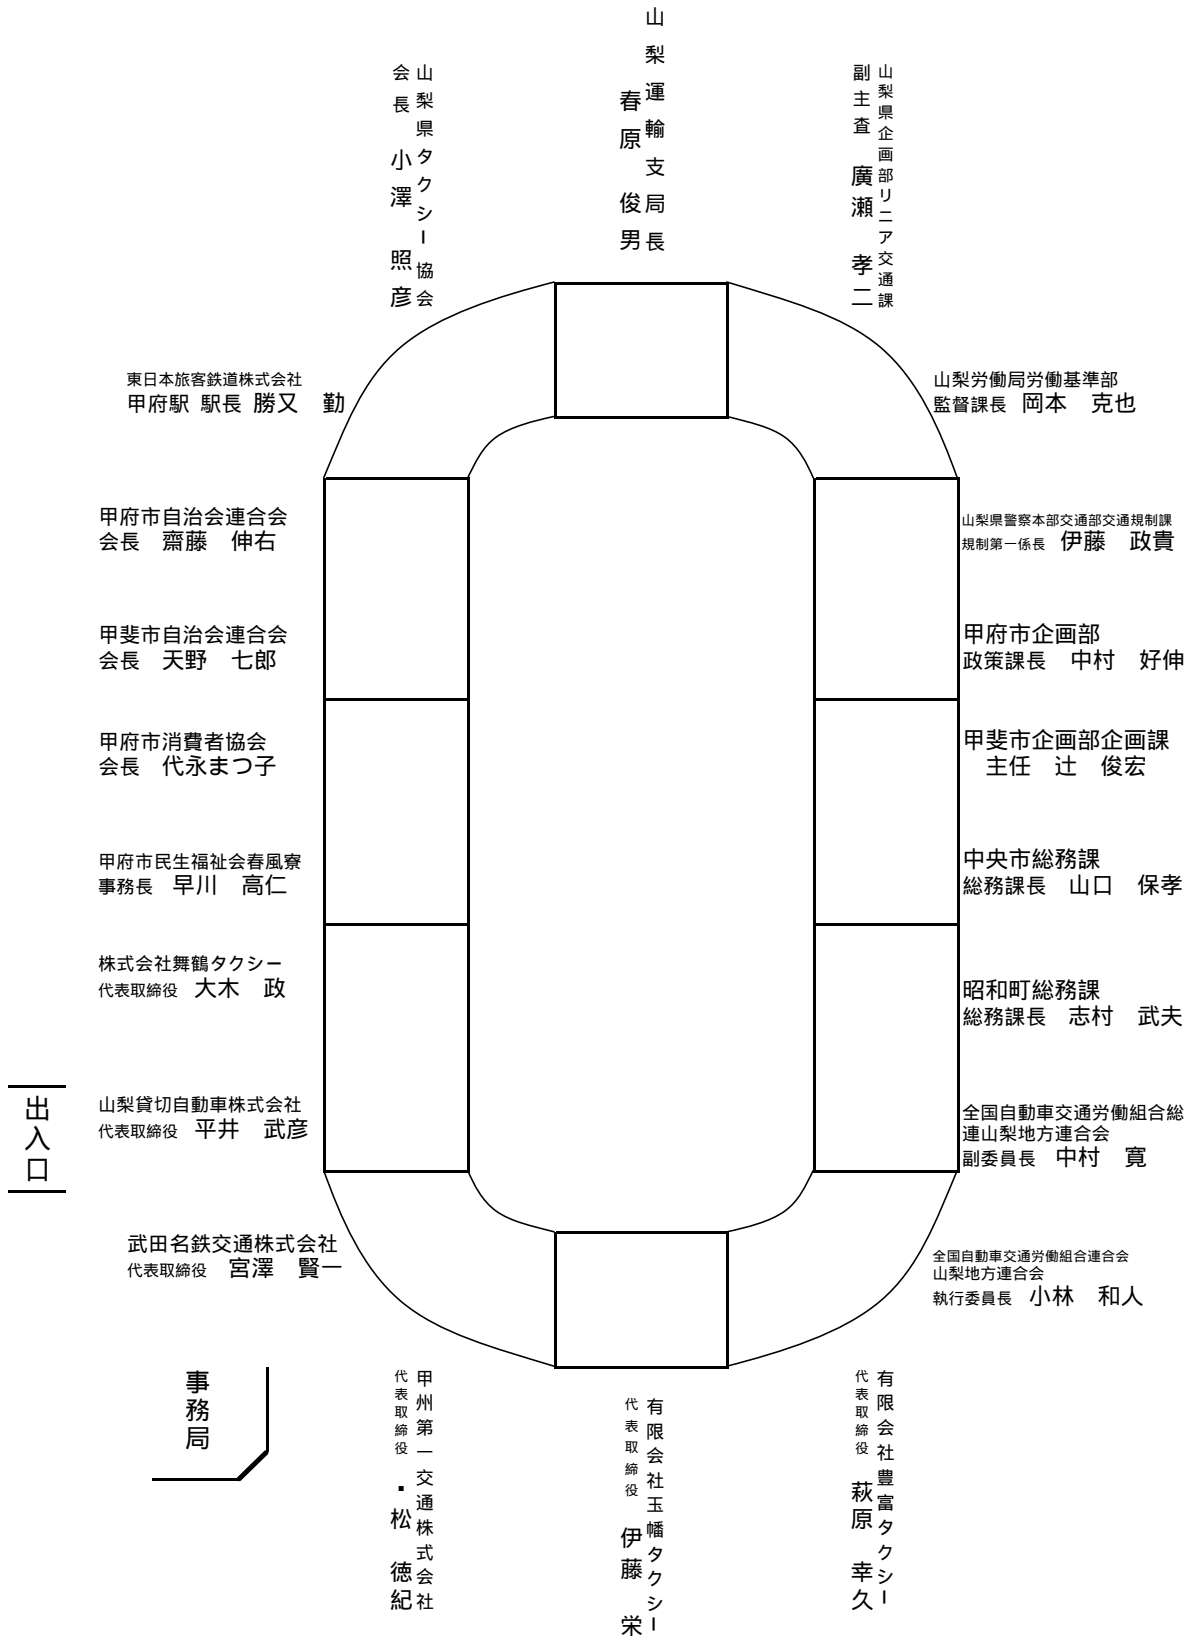 山梨運輸支局長
春原　俊男
山梨県タクシー協会
会長　小澤　照彦
山梨県企画部リニア交通課
副主査　廣瀬　孝二
東日本旅客鉄道株式会社
甲府駅 駅長 勝又　勤
甲府市自治会連合会
会長　齋藤　伸右
甲斐市自治会連合会
会長　天野　七郎
甲府市消費者協会
会長　代永まつ子
甲府市民生福祉会春風寮
事務長　早川　高仁
株式会社舞鶴タクシー
代表取締役　大木　政
山梨貸切自動車株式会社
代表取締役　平井　武彦
武田名鉄交通株式会社
代表取締役　宮澤　賢一
山梨労働局労働基準部
監督課長　岡本　克也
山梨県警察本部交通部交通規制課
規制第一係長　伊藤　政貴
甲府市企画部
政策課長　中村　好伸
甲斐市企画部企画課
主任　辻　俊宏
中央市総務課
総務課長　山口　保孝
昭和町総務課
総務課長　志村　武夫
全国自動車交通労働組合総
連山梨地方連合会
副委員長　中村　寛
全国自動車交通労働組合連合会
山梨地方連合会
執行委員長　小林　和人
出入口
事務局
甲州第一交通株式会社
代表取締役　・松　徳紀
有限会社玉幡タクシー
代表取締役　伊藤　栄
有限会社豊富タクシー
代表取締役　萩原　幸久